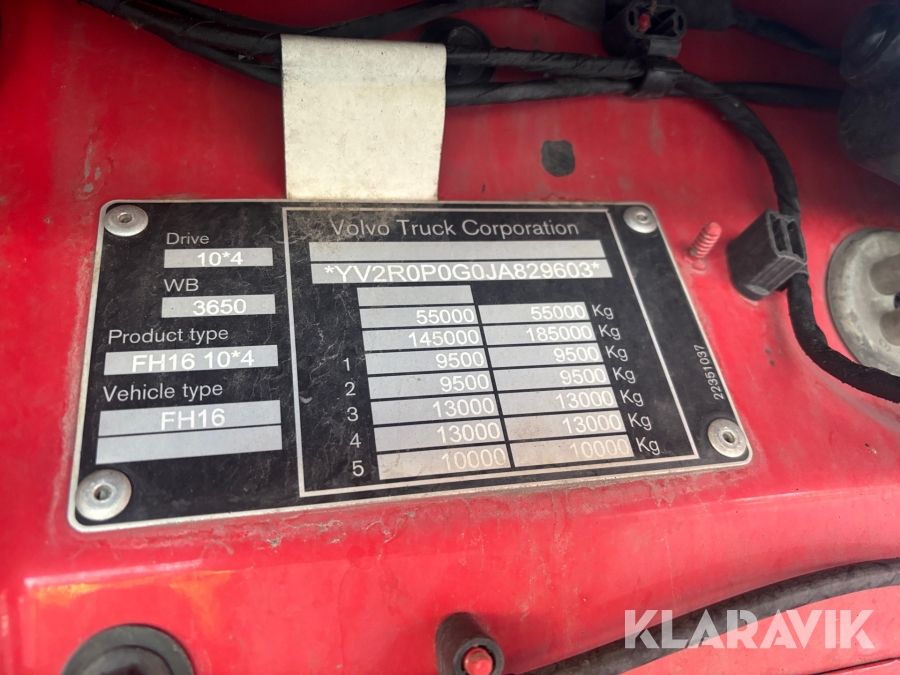 Drive
10*4
WB
3650
Product type
FH16 10*4
Vehicle type
FH16
Volvo Truck Corporation
*YV2R0P0G0JA829603*
55000 55000 Kg
145000 185000 Kg
1 9500 9500 Kg
2 9500 9500 Kg
3 13000 13000 Kg
4 13000 13000 Kg
5 10000 10000 Kg
22351037
KLARAVIK